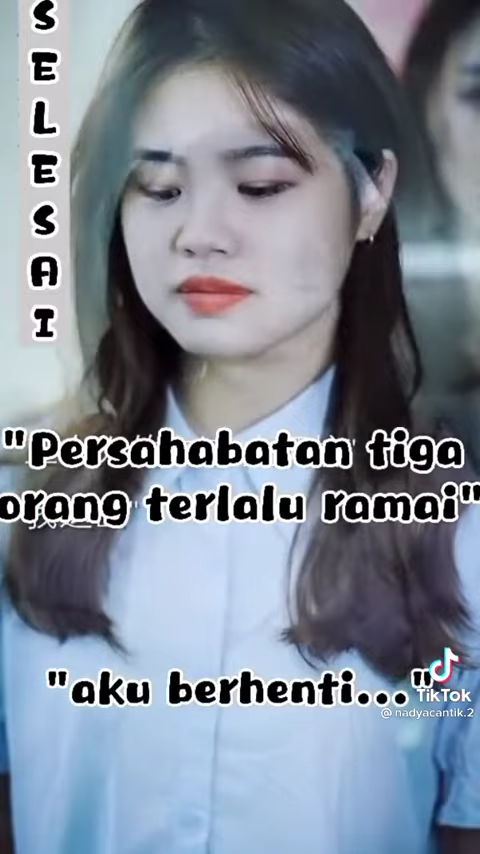 SELESAI
"Persahabatan tiga
orang terlalu ramai"
"aku berhenti..."
TikTok
@nadyacantik.2